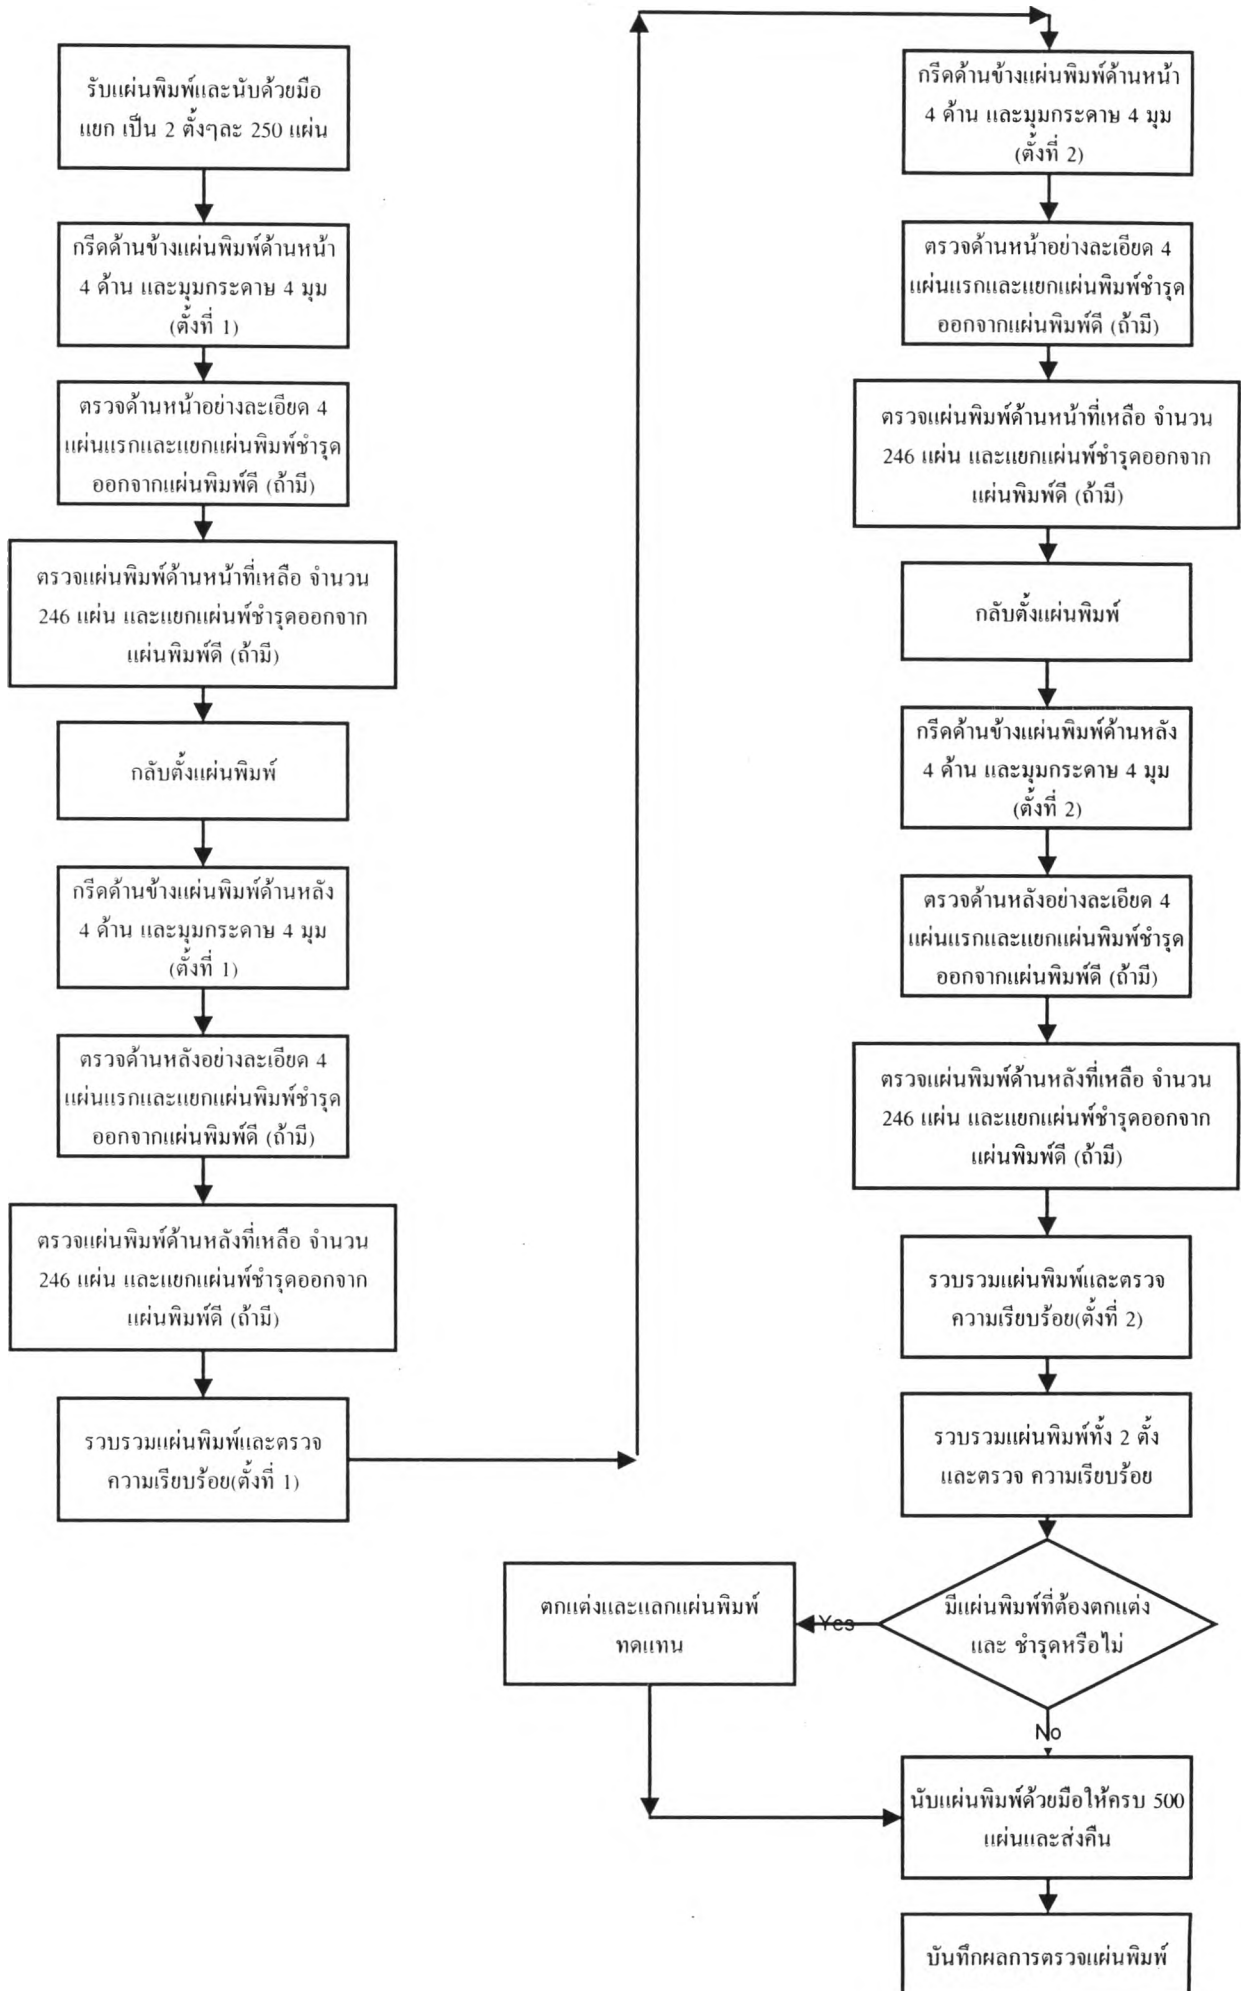 รับแผ่นพิมพ์และนับด้วยมือ
แยก เป็น 2 ตั้งๆละ 250 แผ่น
กรีดด้านข้างแผ่นพิมพ์ด้านหน้า
4 ด้าน และมุมกระดาษ 4 มุม
(ตั้งที่ 1)
ตรวจด้านหน้าอย่างละเอียด 4
แผ่นแรกและแยกแผ่นพิมพ์ชำรุด
ออกจากแผ่นพิมพ์ดี (ถ้ามี)
ตรวจแผ่นพิมพ์ด้านหน้าที่เหลือ จำนวน
246 แผ่น และแยกแผ่นพ์ชำรุดออกจาก
แผ่นพิมพ์ดี (ถ้ามี)
กลับตั้งแผ่นพิมพ์
กรีดด้านข้างแผ่นพิมพ์ด้านหลัง
4 ด้าน และมุมกระดาษ 4 มุม
(ตั้งที่ 1)
ตรวจด้านหลังอย่างละเอียด 4
แผ่นแรกและแยกแผ่นพิมพ์ชำรุด
ออกจากแผ่นพิมพ์ดี (ถ้ามี)
ตรวจแผ่นพิมพ์ด้านหลังที่เหลือ จำนวน
246 แผ่น และแยกแผ่นพ์ชำรุดออกจาก
แผ่นพิมพ์ดี (ถ้ามี)
รวบรวมแผ่นพิมพ์และตรวจ
ความเรียบร้อย(ตั้งที่ 1)
กรีดด้านข้างแผ่นพิมพ์ด้านหน้า
4 ด้าน และมุมกระดาษ 4 มุม
(ตั้งที่ 2)
ตรวจด้านหน้าอย่างละเอียด 4
แผ่นแรกและแยกแผ่นพิมพ์ชำรุด
ออกจากแผ่นพิมพ์ดี (ถ้ามี)
ตรวจแผ่นพิมพ์ด้านหน้าที่เหลือ จำนวน
246 แผ่น และแยกแผ่นพ์ชำรุดออกจาก
แผ่นพิมพ์ดี (ถ้ามี)
กลับตั้งแผ่นพิมพ์
กรีดด้านข้างแผ่นพิมพ์ด้านหลัง
4 ด้าน และมุมกระดาษ 4 มุม
(ตั้งที่ 2)
ตรวจด้านหลังอย่างละเอียด 4
แผ่นแรกและแยกแผ่นพิมพ์ชำรุด
ออกจากแผ่นพิมพ์ดี (ถ้ามี)
ตรวจแผ่นพิมพ์ด้านหลังที่เหลือ จำนวน
246 แผ่น และแยกแผ่นพ์ชำรุดออกจาก
แผ่นพิมพ์ดี (ถ้ามี)
รวบรวมแผ่นพิมพ์และตรวจ
ความเรียบร้อย(ตั้งที่ 2)
รวบรวมแผ่นพิมพ์ทั้ง 2 ตั้ง
และตรวจ ความเรียบร้อย
มีแผ่นพิมพ์ที่ต้องตกแต่ง
และ ชำรุดหรือไม่
Yes
ตกแต่งและแลกแผ่นพิมพ์
ทดแทน
No
นับแผ่นพิมพ์ด้วยมือให้ครบ 500
แผ่นและส่งคืน
บันทึกผลการตรวจแผ่นพิมพ์